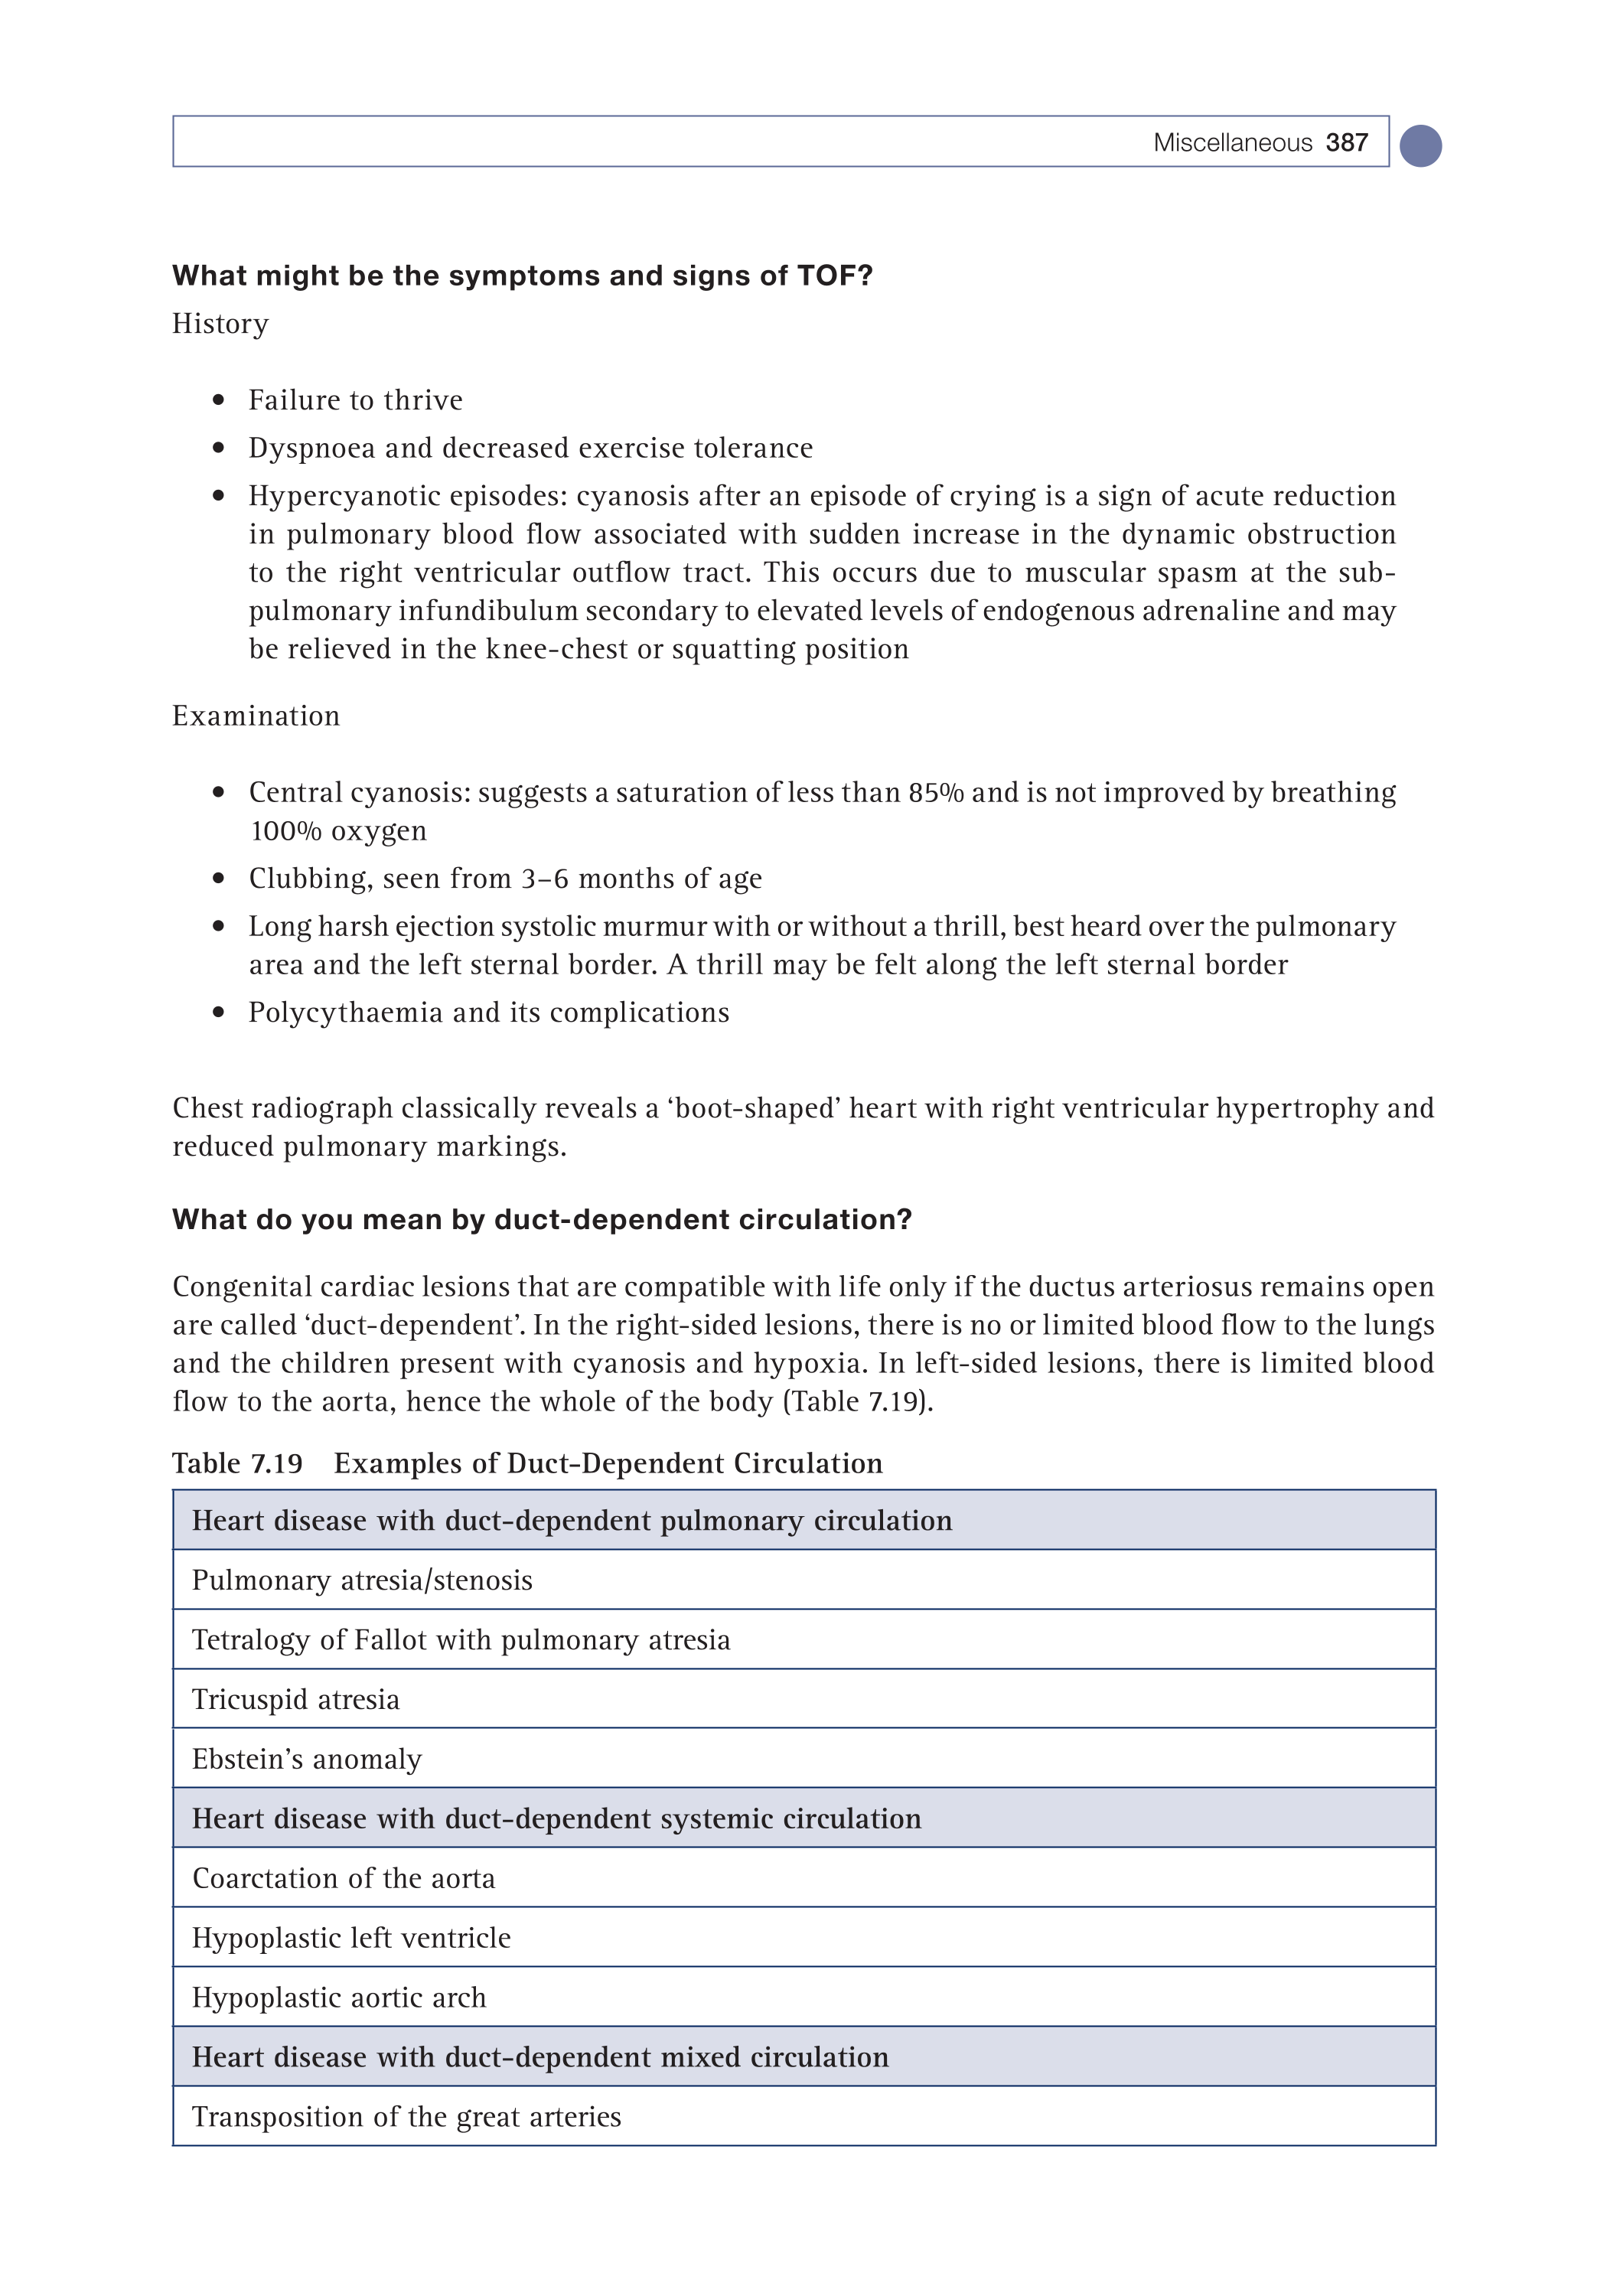 Miscellaneous 387
What might be the symptoms and signs of TOF?
History
• Failure to thrive
• Dyspnoea and decreased exercise tolerance
• Hypercyanotic episodes: cyanosis after an episode of crying is a sign of acute reduction
in pulmonary blood flow associated with sudden increase in the dynamic obstruction
to the right ventricular outflow tract. This occurs due to muscular spasm at the sub-
pulmonary infundibulum secondary to elevated levels of endogenous adrenaline and may
be relieved in the knee-chest or squatting position
Examination
• Central cyanosis: suggests a saturation of less than 85% and is not improved by breathing
100% oxygen
• Clubbing, seen from 3–6 months of age
• Long harsh ejection systolic murmur with or without a thrill, best heard over the pulmonary
area and the left sternal border. A thrill may be felt along the left sternal border
• Polycythaemia and its complications
Chest radiograph classically reveals a ‘boot-shaped’ heart with right ventricular hypertrophy and
reduced pulmonary markings.
What do you mean by duct-dependent circulation?
Congenital cardiac lesions that are compatible with life only if the ductus arteriosus remains open
are called ‘duct-dependent’. In the right-sided lesions, there is no or limited blood flow to the lungs
and the children present with cyanosis and hypoxia. In left-sided lesions, there is limited blood
flow to the aorta, hence the whole of the body (Table 7.19).
Table 7.19 Examples of Duct-Dependent Circulation
Heart disease with duct-dependent pulmonary circulation
Pulmonary atresia/stenosis
Tetralogy of Fallot with pulmonary atresia
Tricuspid atresia
Ebstein’s anomaly
Heart disease with duct-dependent systemic circulation
Coarctation of the aorta
Hypoplastic left ventricle
Hypoplastic aortic arch
Heart disease with duct-dependent mixed circulation
Transposition of the great arteries